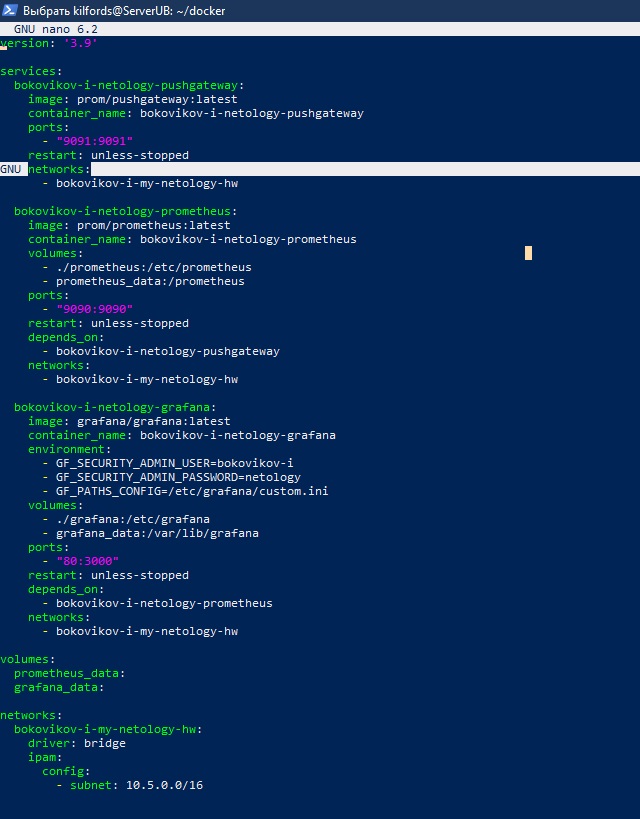 Выбрать kilfords@ServerUB: ~/docker
GNU nano 6.2
version: '3.9'
services:
  bokovikov-i-netology-pushgateway:
    image: prom/pushgateway:latest
    container_name: bokovikov-i-netology-pushgateway
    ports:
      - "9091:9091"
    restart: unless-stopped
GNU networks:
      - bokovikov-i-my-netology-hw
  bokovikov-i-netology-prometheus:
    image: prom/prometheus:latest
    container_name: bokovikov-i-netology-prometheus
    volumes:
      - ./prometheus:/etc/prometheus
      - prometheus_data:/prometheus
    ports:
      - "9090:9090"
    restart: unless-stopped
    depends_on:
      - bokovikov-i-netology-pushgateway
    networks:
      - bokovikov-i-my-netology-hw
  bokovikov-i-netology-grafana:
    image: grafana/grafana:latest
    container_name: bokovikov-i-netology-grafana
    environment:
      - GF_SECURITY_ADMIN_USER=bokovikov-i
      - GF_SECURITY_ADMIN_PASSWORD=netology
      - GF_PATHS_CONFIG=/etc/grafana/custom.ini
    volumes:
      - ./grafana:/etc/grafana
      - grafana_data:/var/lib/grafana
    ports:
      - "80:3000"
    restart: unless-stopped
    depends_on:
      - bokovikov-i-netology-prometheus
    networks:
      - bokovikov-i-my-netology-hw
volumes:
  prometheus_data:
  grafana_data:
networks:
  bokovikov-i-my-netology-hw:
    driver: bridge
    ipam:
      config:
        - subnet: 10.5.0.0/16